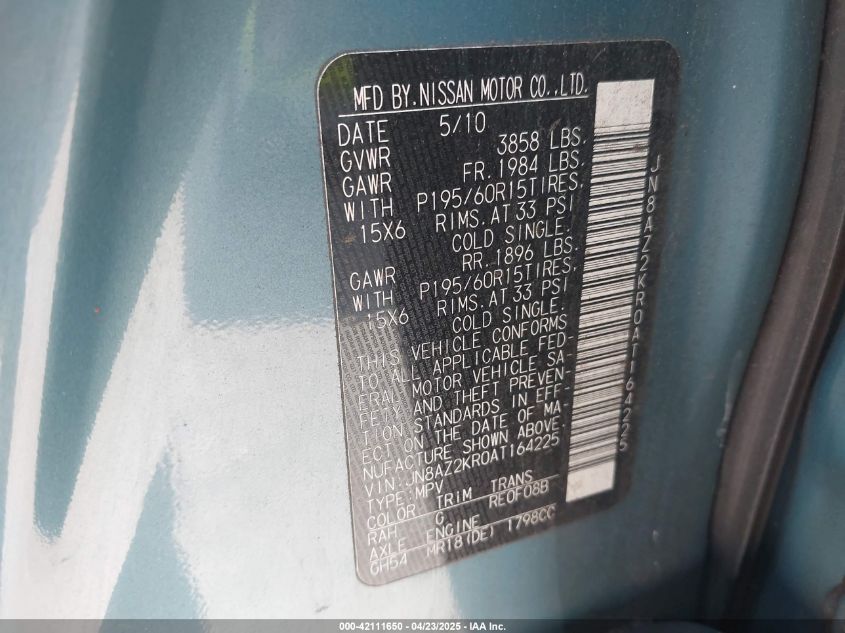 MFD BY. NISSAN MOTOR CO., LTD.
DATE 5/10
GVWR 3858 LBS.
GAWR FR. 1984 LBS.
WITH P195/60R15TIRES,
15X6 RIMS. AT 33 PSI
COLD SINGLE.
GAWR RR. 1896 LBS.
WITH P195/60R15TIRES,
15X6 RIMS. AT 33 PSI
COLD SINGLE.
THIS VEHICLE CONFORMS
TO ALL APPLICABLE FED-
ERAL MOTOR VEHICLE SA-
FETY AND THEFT PREVEN-
TION STANDARDS IN EFF-
ECT ON THE DATE OF MA-
NUFACTURE SHOWN ABOVE.
VIN: JN8AZ2KR0AT164225
TYPE: MPV
COLOR TRIM TRANS
RAH G RE0F08B
AXLE ENGINE
GH54 MR18(DE) 1798CC
JN8AZ2KR0AT164225
000-42111650 - 04/23/2025 - IAA Inc.